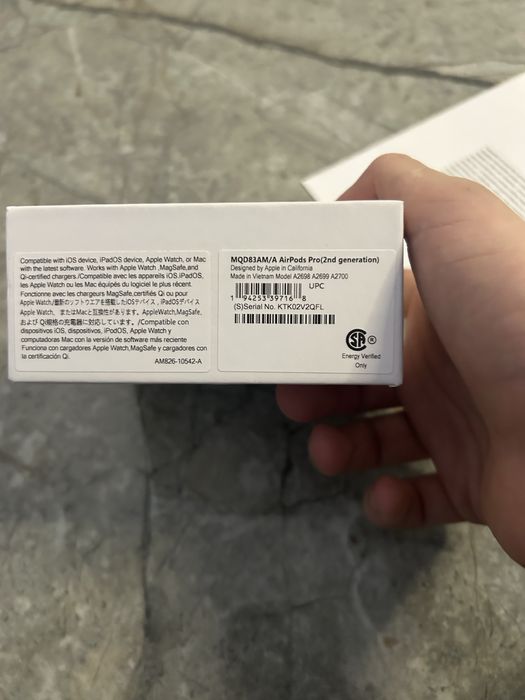 Compatible with iOS device, iPadOS device, Apple Watch, or Mac
with the latest software. Works with Apple Watch ,MagSafe,and
Qi-certified chargers./Compatible avec les appareils iOS.iPadOS,
les Apple Watch ou les Mac équipés du logiciel le plus récent.
Fonctionne avec les chargeurs MagSafe,certifiés Qi ou pour
Apple Watch/最新のソフトウエアを搭載したiOSデバイス、iPadOSデバイス
Apple Watch、またはMacと互換性があります。AppleWatch,MagSafe,
および Qi规格の充電器に対応しています。/Compatible con
dispositivos iOS, dispositivos, iPadOS, Apple Watch y
computadoras Mac con la versión de software más reciente
Funciona con cargadores Apple Watch,MagSafe y cargadores con
la certificación Qi.
AM826-10542-A
MQD83AM/A AirPods Pro(2nd generation)
Designed by Apple in California
Made in Vietnam Model A2698 A2699 A2700
UPC
1 94253 39716 8
(S)Serial No. KTK02V2QFL
SA ®
Energy Verified
Only